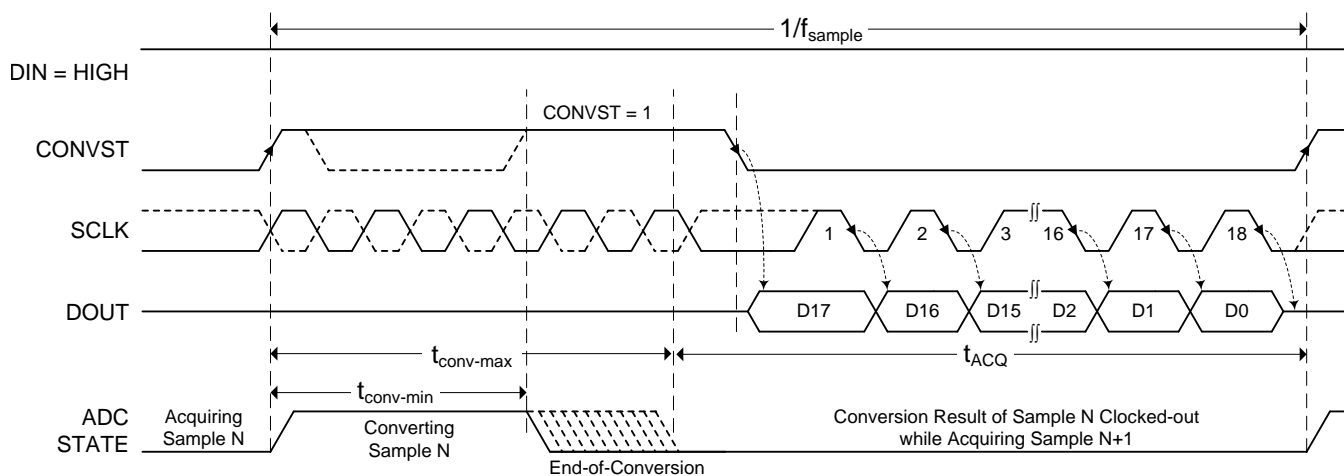 1/fsample
DIN = HIGH
CONVST = 1
CONVST
SCLK
1 2 3 16 17 18
DOUT
D17 D16 D15 D2 D1 D0
tconv-max
tACQ
tconv-min
ADC
STATE
Acquiring
Sample N
Converting
Sample N
End-of-Conversion
Conversion Result of Sample N Clocked-out
while Acquiring Sample N+1